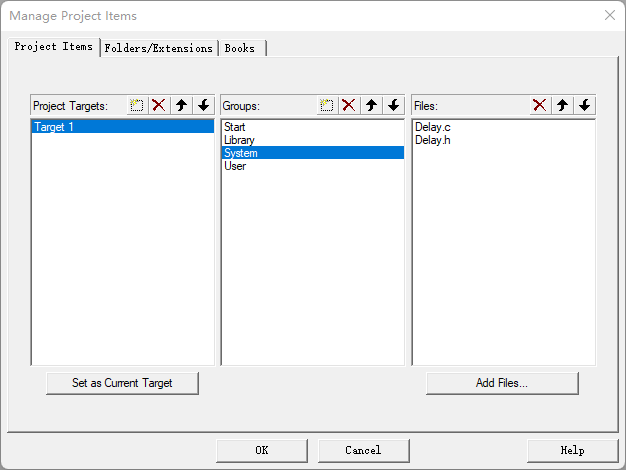 Manage Project Items
Project Items Folders/Extensions Books
Project Targets: Groups: Files:
Target 1
Start
Library
System
User
Delay.c
Delay.h
Set as Current Target Add Files...
OK Cancel Help